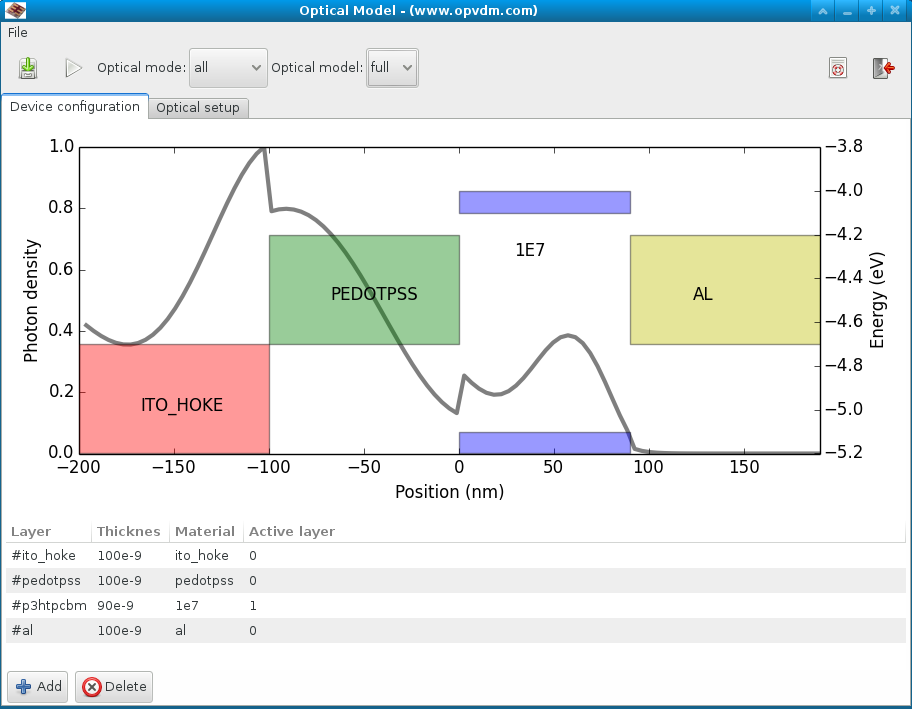 Optical Model - (www.opvdm.com)
File
Optical mode: all Optical model: full
Device configuration Optical setup
1.0 −3.8
0.8 −4.0
−4.2
1E7
0.6 −4.4
PEDOTPSS AL
0.4 −4.6
−4.8
0.2 −5.0
ITO_HOKE
0.0 −5.2
Photon density
Energy (eV)
−200 −150 −100 −50 0 50 100 150
Position (nm)
Layer Thicknes Material Active layer
#ito_hoke 100e-9 ito_hoke 0
#pedotpss 100e-9 pedotpss 0
#p3htpcbm 90e-9 1e7 1
#al 100e-9 al 0
Add Delete